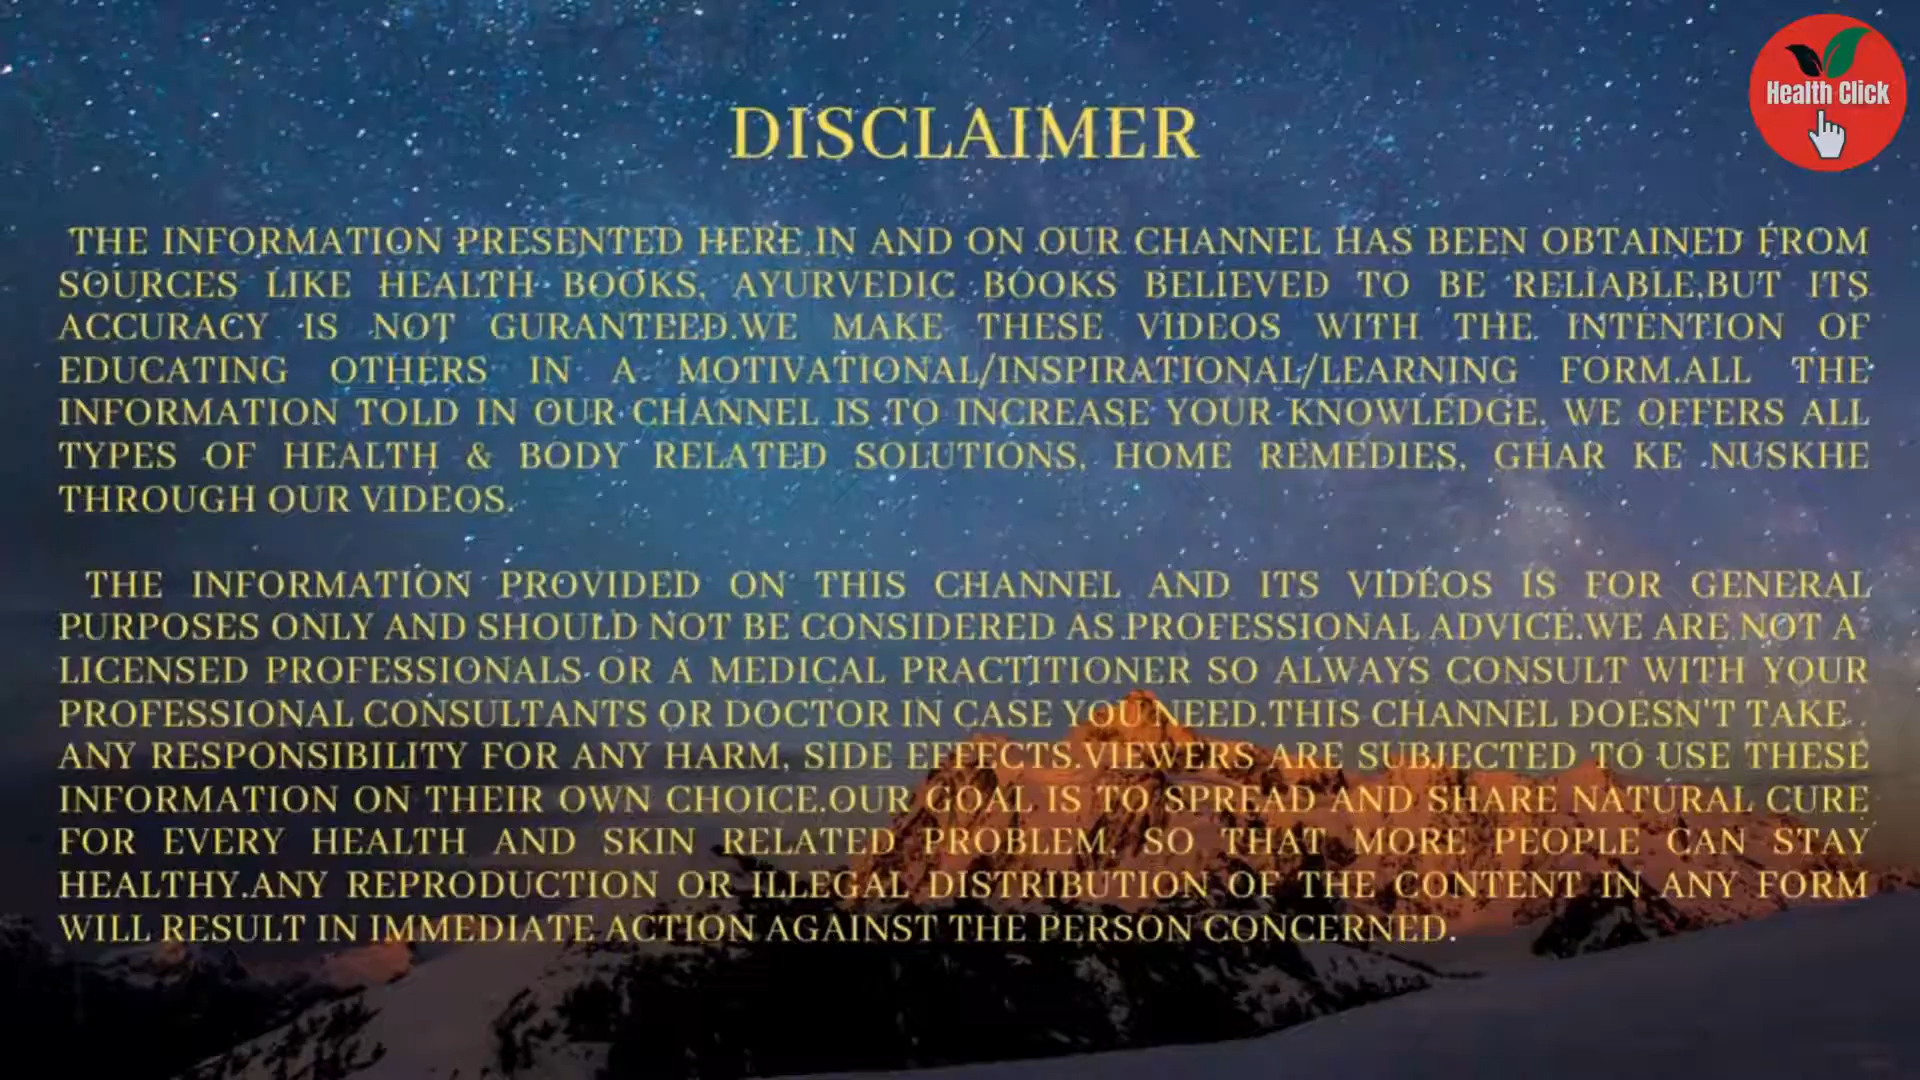 Health Click
DISCLAIMER
THE INFORMATION PRESENTED HERE IN AND ON OUR CHANNEL HAS BEEN OBTAINED FROM
SOURCES LIKE HEALTH BOOKS, AYURVEDIC BOOKS BELIEVED TO BE RELIABLE,BUT ITS
ACCURACY IS NOT GURANTEED.WE MAKE THESE VIDEOS WITH THE INTENTION OF
EDUCATING OTHERS IN A MOTIVATIONAL/INSPIRATIONAL/LEARNING FORM.ALL THE
INFORMATION TOLD IN OUR CHANNEL IS TO INCREASE YOUR KNOWLEDGE. WE OFFERS ALL
TYPES OF HEALTH & BODY RELATED SOLUTIONS, HOME REMEDIES, GHAR KE NUSKHE
THROUGH OUR VIDEOS.
THE INFORMATION PROVIDED ON THIS CHANNEL AND ITS VIDEOS IS FOR GENERAL
PURPOSES ONLY AND SHOULD NOT BE CONSIDERED AS PROFESSIONAL ADVICE.WE ARE NOT A
LICENSED PROFESSIONALS OR A MEDICAL PRACTITIONER SO ALWAYS CONSULT WITH YOUR
PROFESSIONAL CONSULTANTS OR DOCTOR IN CASE YOU NEED.THIS CHANNEL DOESN'T TAKE
ANY RESPONSIBILITY FOR ANY HARM, SIDE EFFECTS.VIEWERS ARE SUBJECTED TO USE THESE
INFORMATION ON THEIR OWN CHOICE.OUR GOAL IS TO SPREAD AND SHARE NATURAL CURE
FOR EVERY HEALTH AND SKIN RELATED PROBLEM, SO THAT MORE PEOPLE CAN STAY
HEALTHY.ANY REPRODUCTION OR ILLEGAL DISTRIBUTION OF THE CONTENT IN ANY FORM
WILL RESULT IN IMMEDIATE ACTION AGAINST THE PERSON CONCERNED.